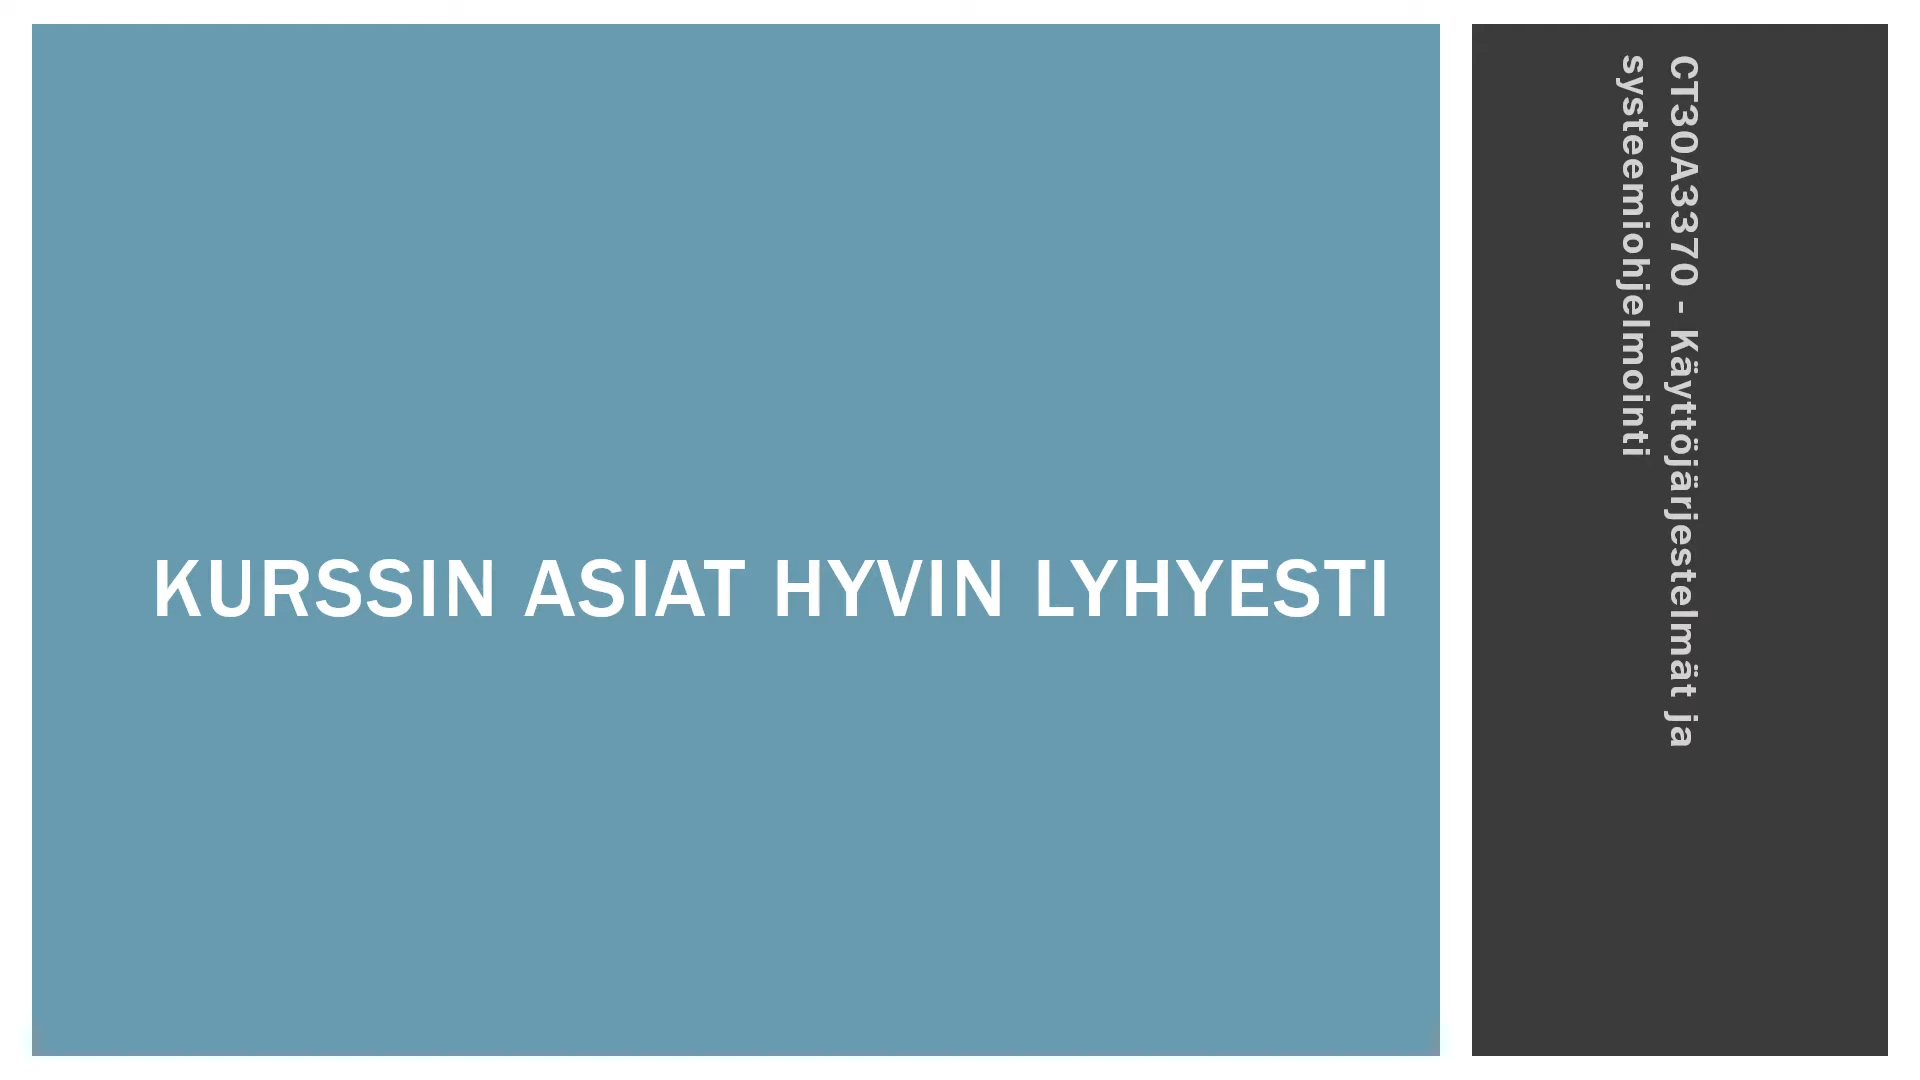 KURSSIN ASIAT HYVIN LYHYESTI
CT30A3370 - Käyttöjärjestelmät ja
systeemiohjelmointi